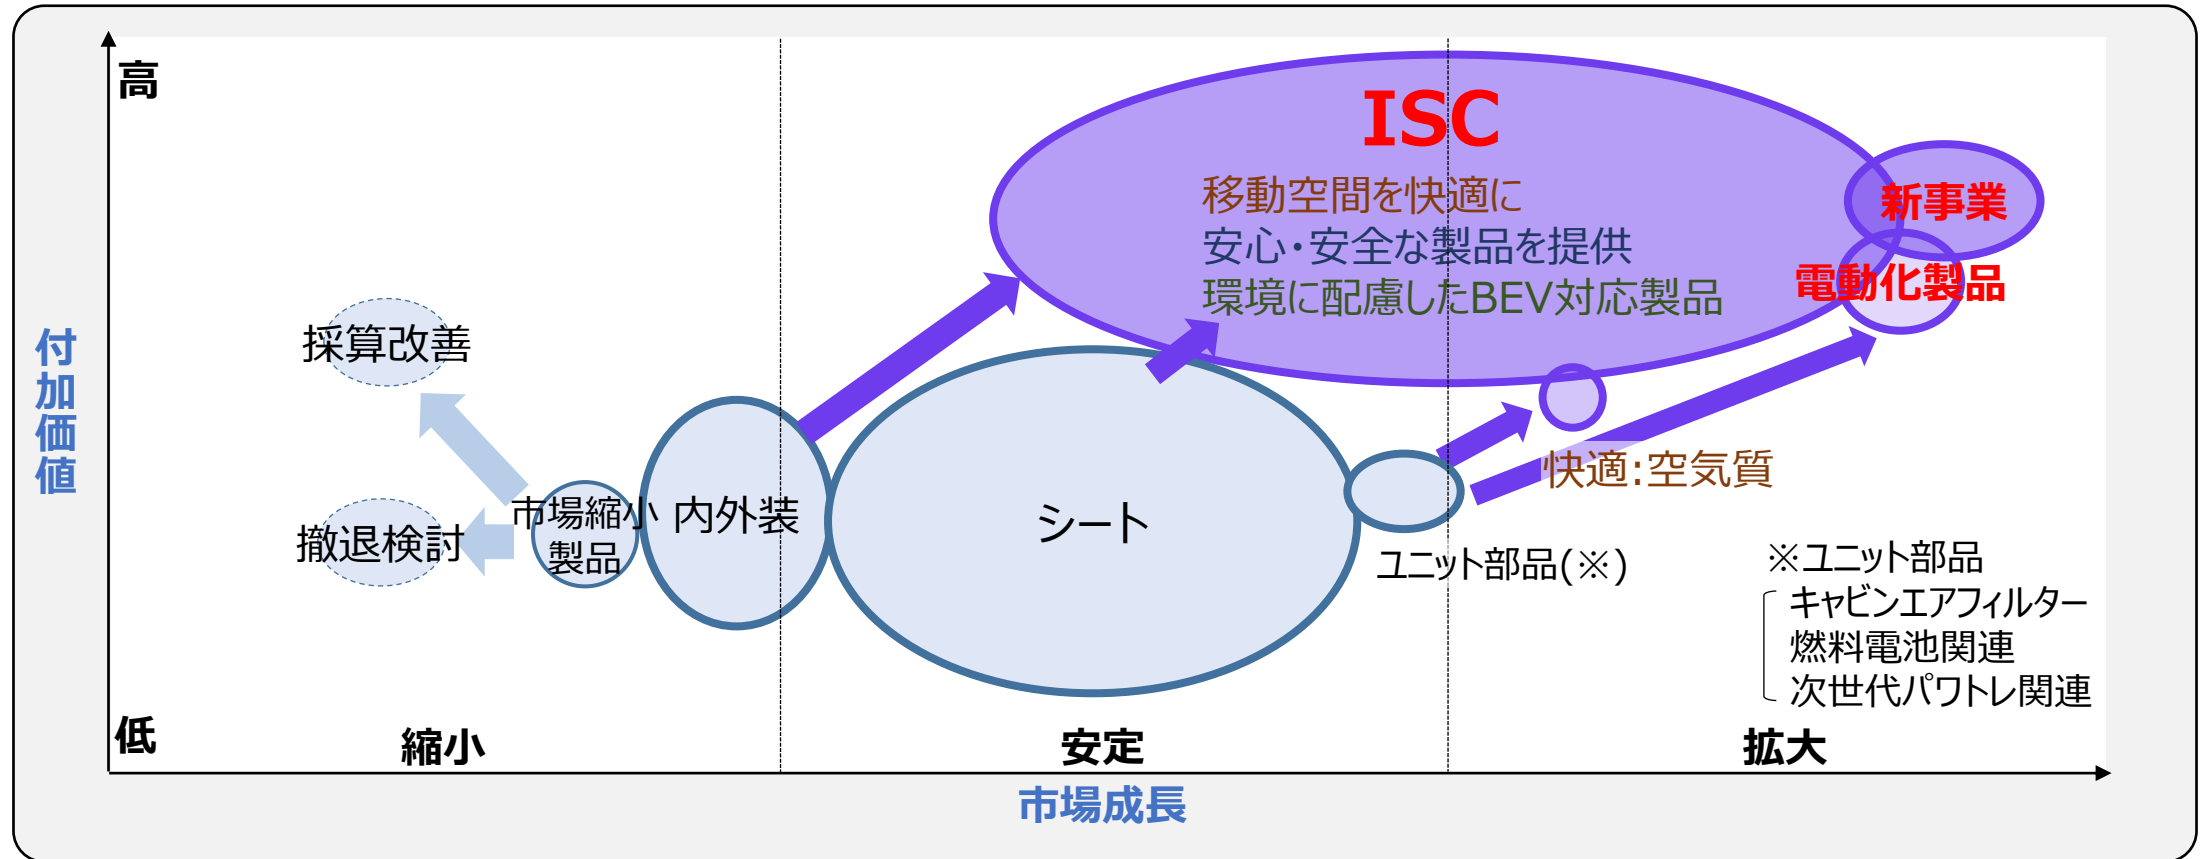 高
ISC
移動空間を快適に
安心・安全な製品を提供
環境に配慮したBEV対応製品
新事業
電動化製品
付加価値
採算改善
撤退検討
市場縮小
製品
内外装
シート
快適:空気質
ユニット部品(※)
※ユニット部品
キャビンエアフィルター
燃料電池関連
次世代パワトレ関連
低
縮小
安定
拡大
市場成長